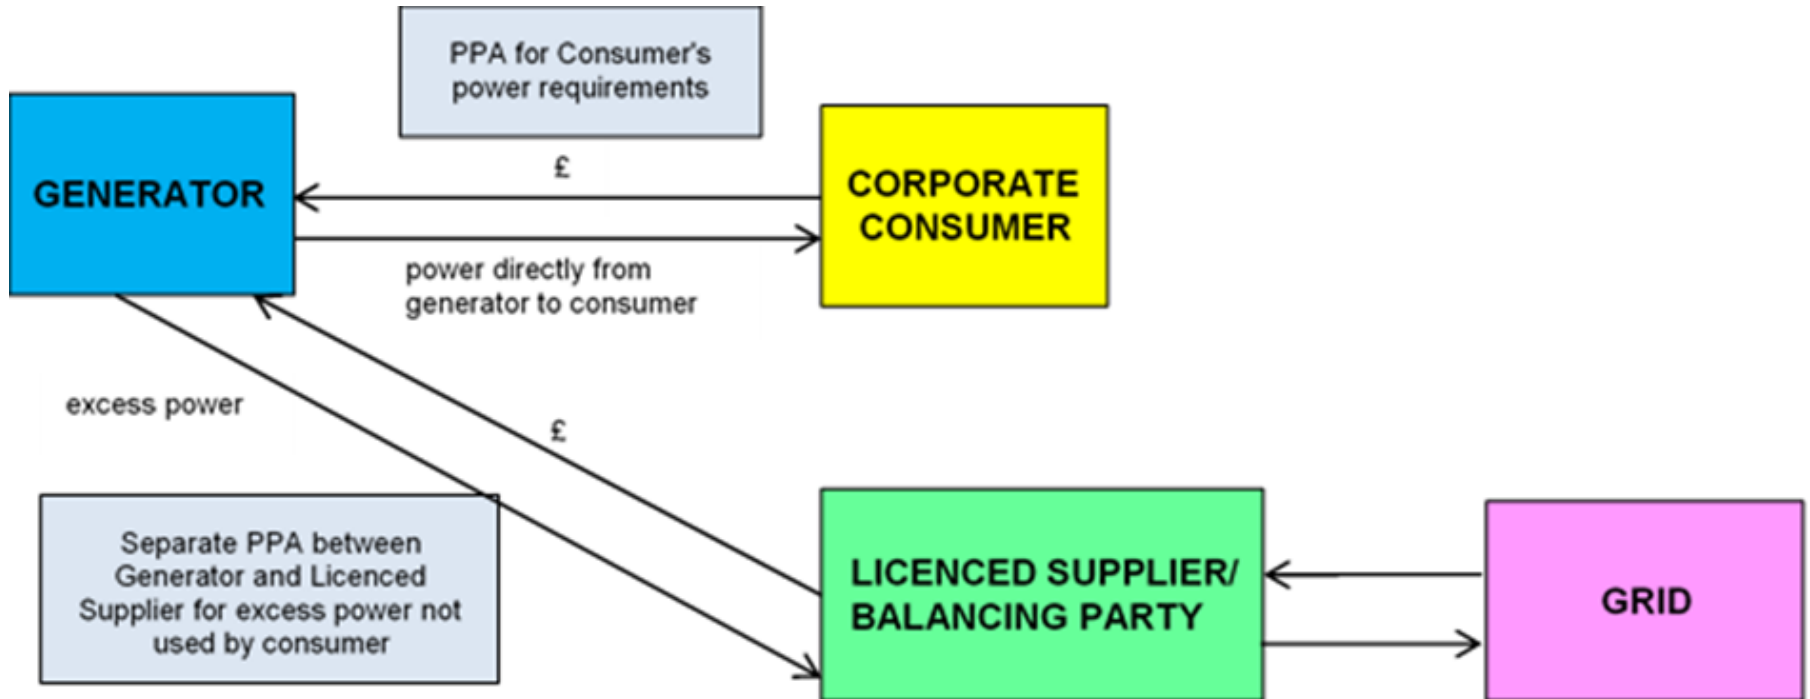 PPA for Consumer's
power requirements
GENERATOR
£
CORPORATE
CONSUMER
power directly from
generator to consumer
excess power
£
Separate PPA between
Generator and Licenced
Supplier for excess power not
used by consumer
LICENCED SUPPLIER/
BALANCING PARTY
GRID